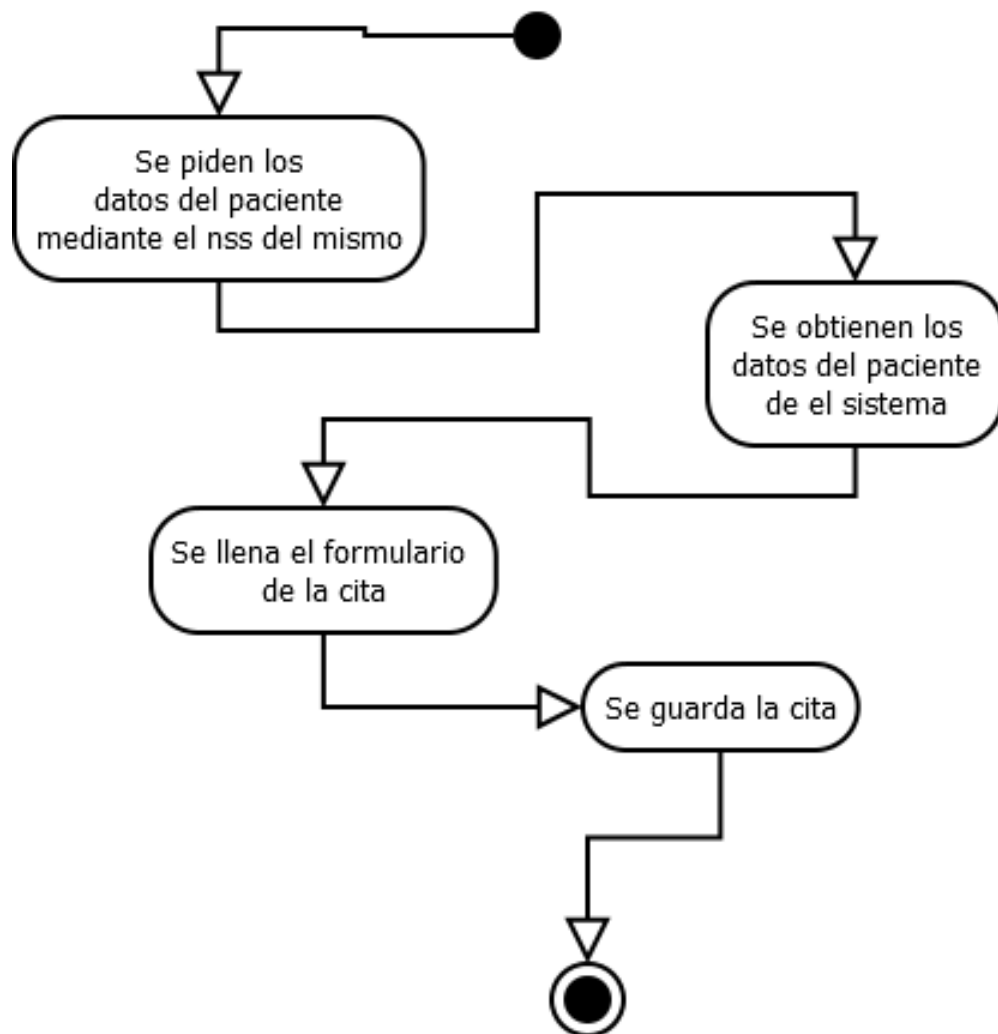 Se piden los
datos del paciente
mediante el nss del mismo
Se obtienen los
datos del paciente
de el sistema
Se llena el formulario
de la cita
Se guarda la cita